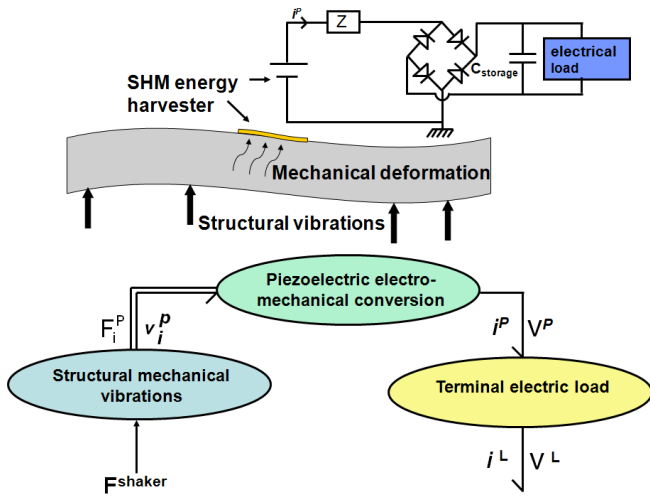 i^P
Z
SHM energy
harvester
C_storage
electrical
load
Mechanical deformation
Structural vibrations
Piezoelectric electro-
mechanical conversion
F_i^P v_i^p
i^P V^P
Structural mechanical
vibrations
Terminal electric load
F^shaker
i^L V^L